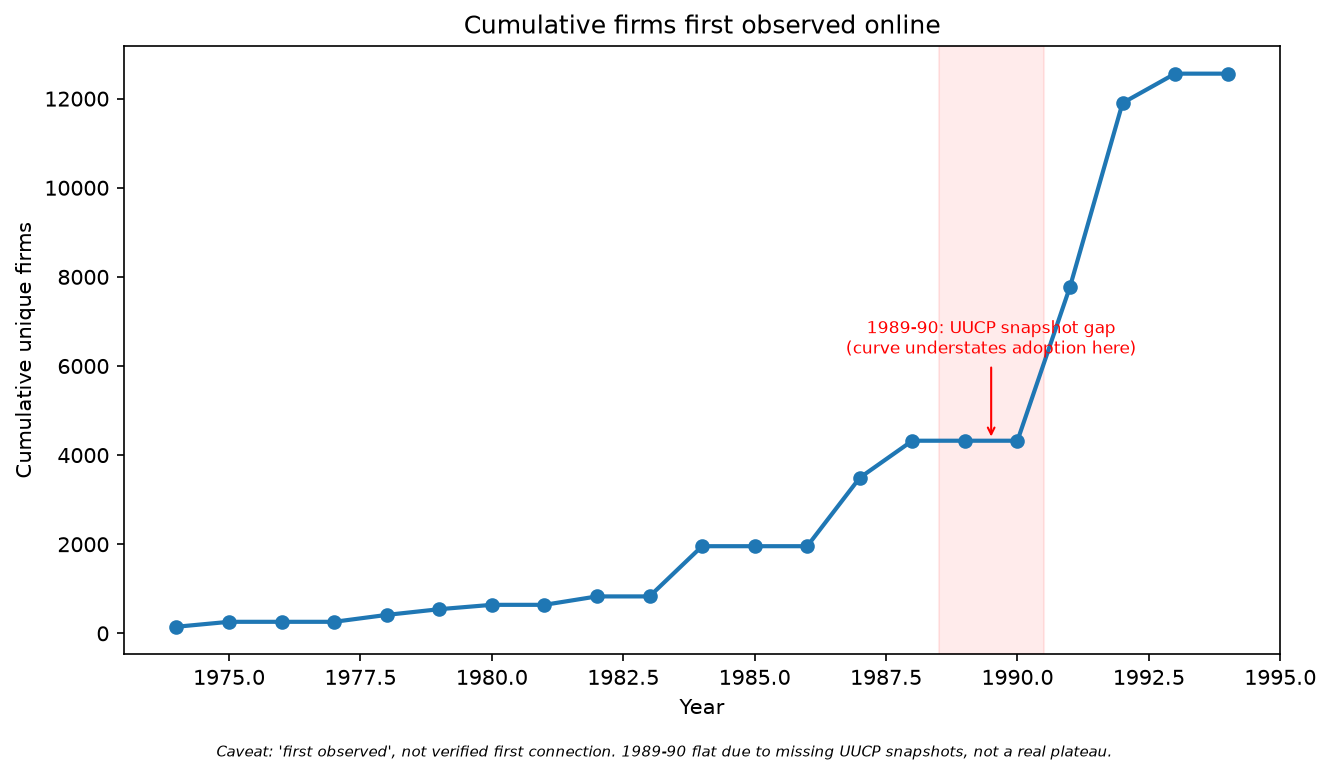 Cumulative firms first observed online
Cumulative unique firms
12000
10000
8000
6000
4000
2000
0
1989-90: UUCP snapshot gap
(curve understates adoption here)
1975.0 1977.5 1980.0 1982.5 1985.0 1987.5 1990.0 1992.5 1995.0
Year
Caveat: 'first observed', not verified first connection. 1989-90 flat due to missing UUCP snapshots, not a real plateau.